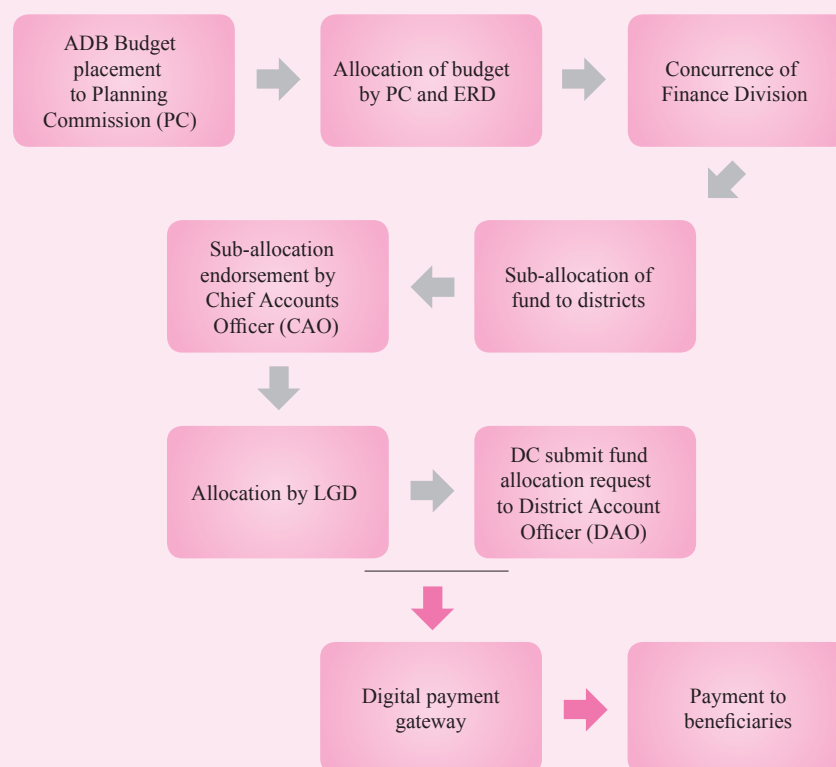 ADB Budget
placement
to Planning
Commission (PC)
Allocation of budget
by PC and ERD
Concurrence of
Finance Division
Sub-allocation of
fund to districts
Sub-allocation
endorsement by
Chief Accounts
Officer (CAO)
Allocation by LGD
DC submit fund
allocation request
to District Account
Officer (DAO)
Digital payment
gateway
Payment to
beneficiaries